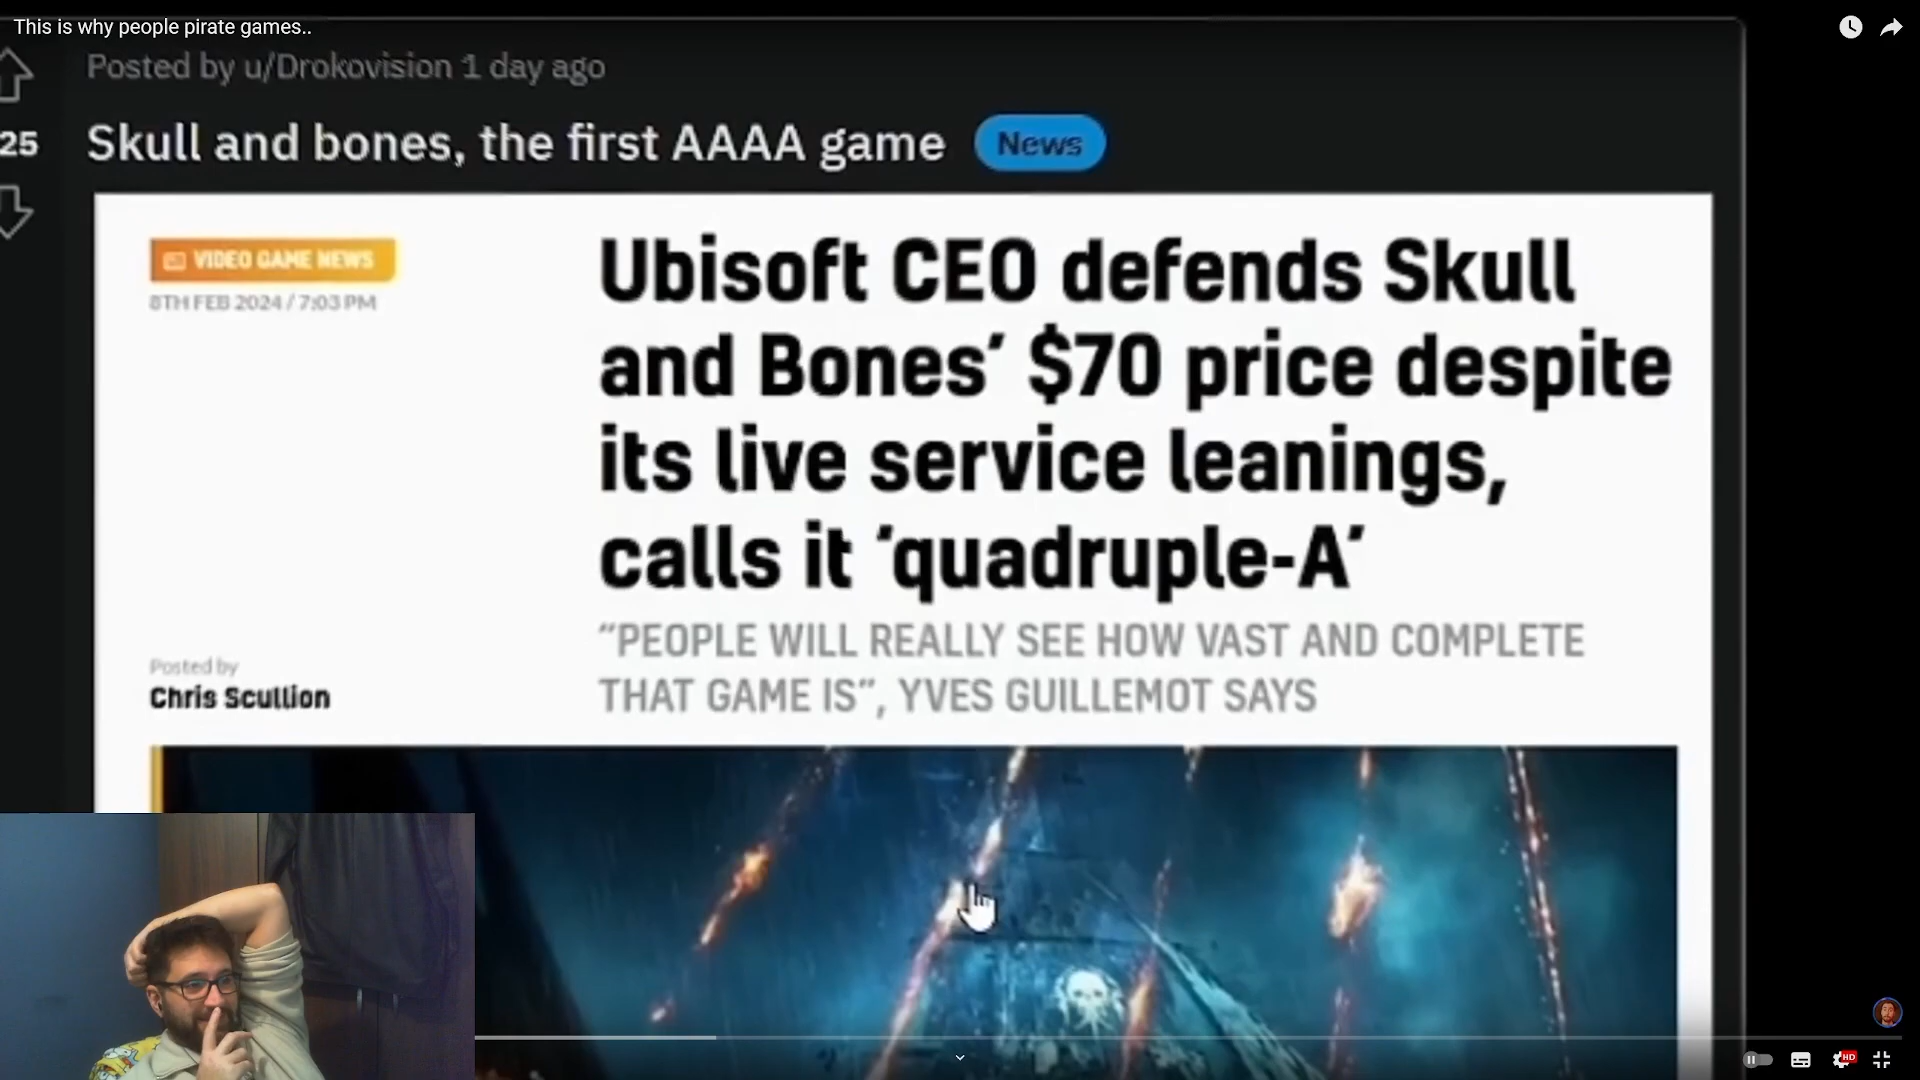 This is why people pirate games..
Posted by u/Drokovision 1 day ago
25
Skull and bones, the first AAAA game
News
VIDEO GAME NEWS
8TH FEB 2024 / 7:03 PM
Ubisoft CEO defends Skull
and Bones’ $70 price despite
its live service leanings,
calls it ‘quadruple-A’
“PEOPLE WILL REALLY SEE HOW VAST AND COMPLETE
THAT GAME IS”, YVES GUILLEMOT SAYS
Posted by
Chris Scullion
HD